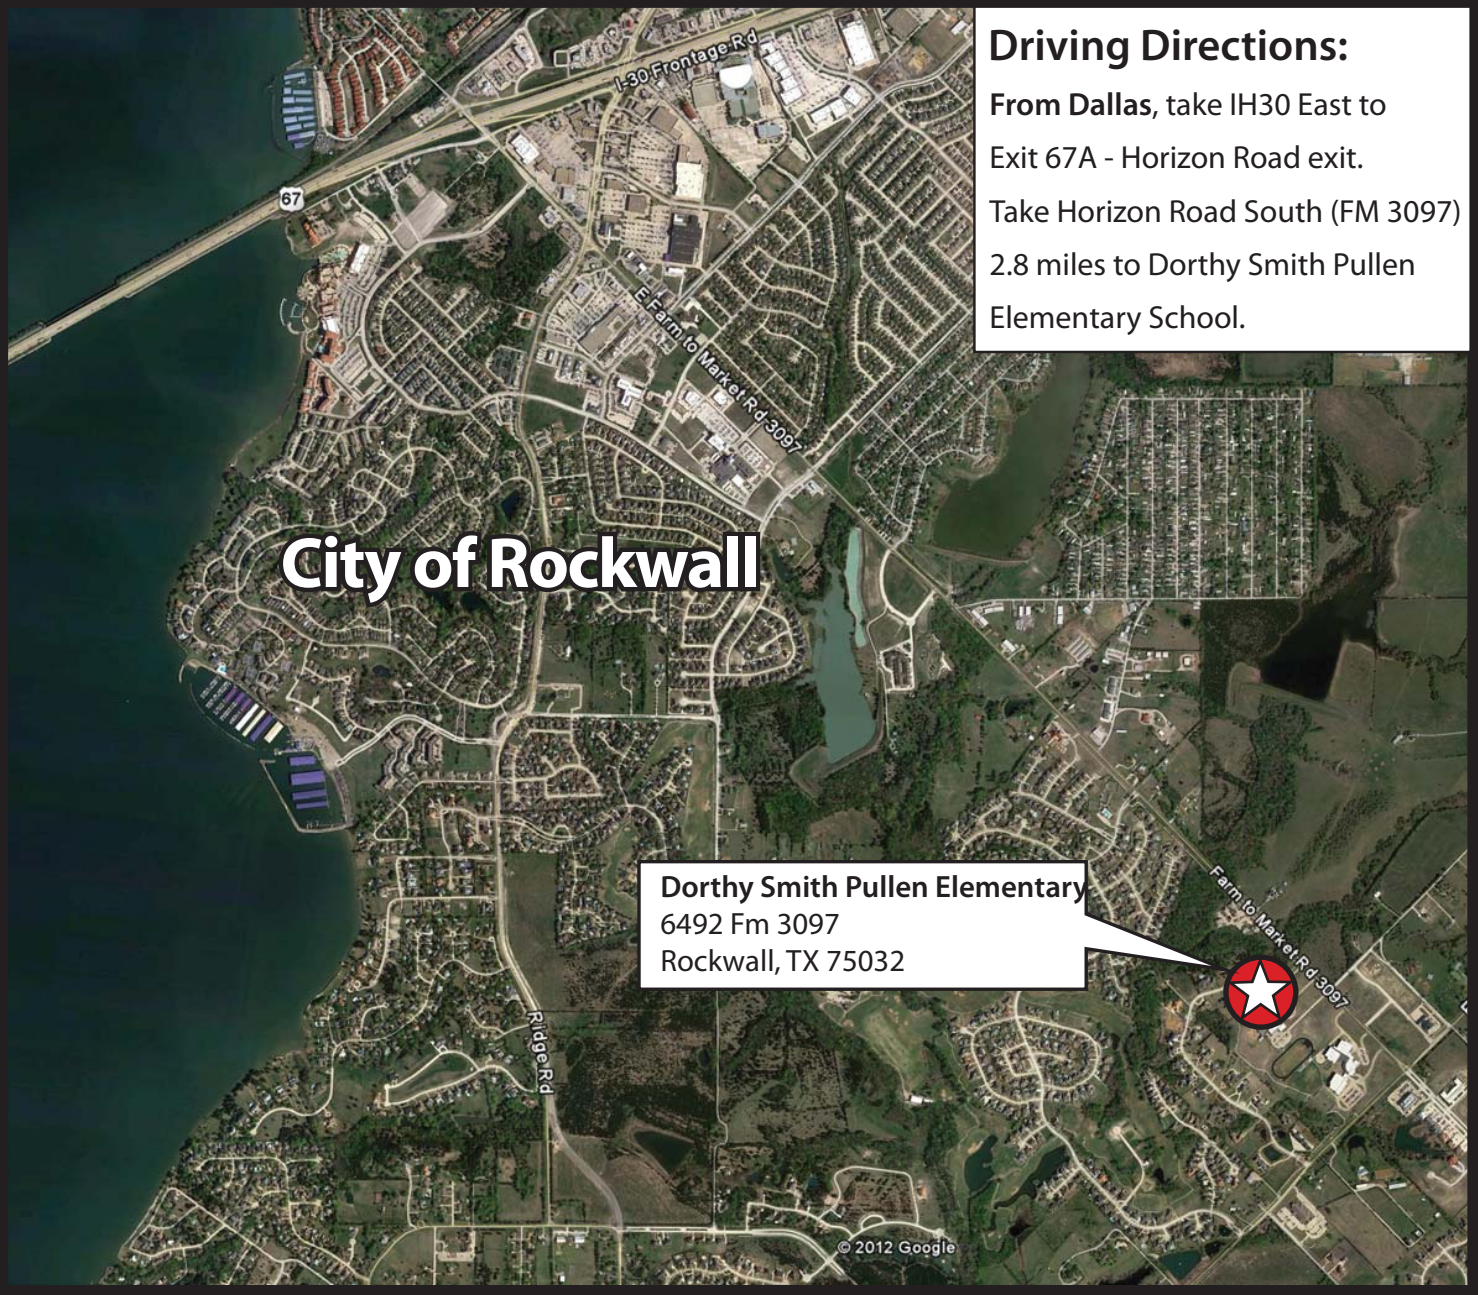 Driving Directions:
From Dallas, take IH30 East to
Exit 67A - Horizon Road exit.
Take Horizon Road South (FM 3097)
2.8 miles to Dorthy Smith Pullen
Elementary School.
I-30 Frontage Rd
67
E Farm to Market Rd 3097
City of Rockwall
Dorthy Smith Pullen Elementary
6492 Fm 3097
Rockwall, TX 75032
Farm to Market Rd 3097
Ridge Rd
© 2012 Google